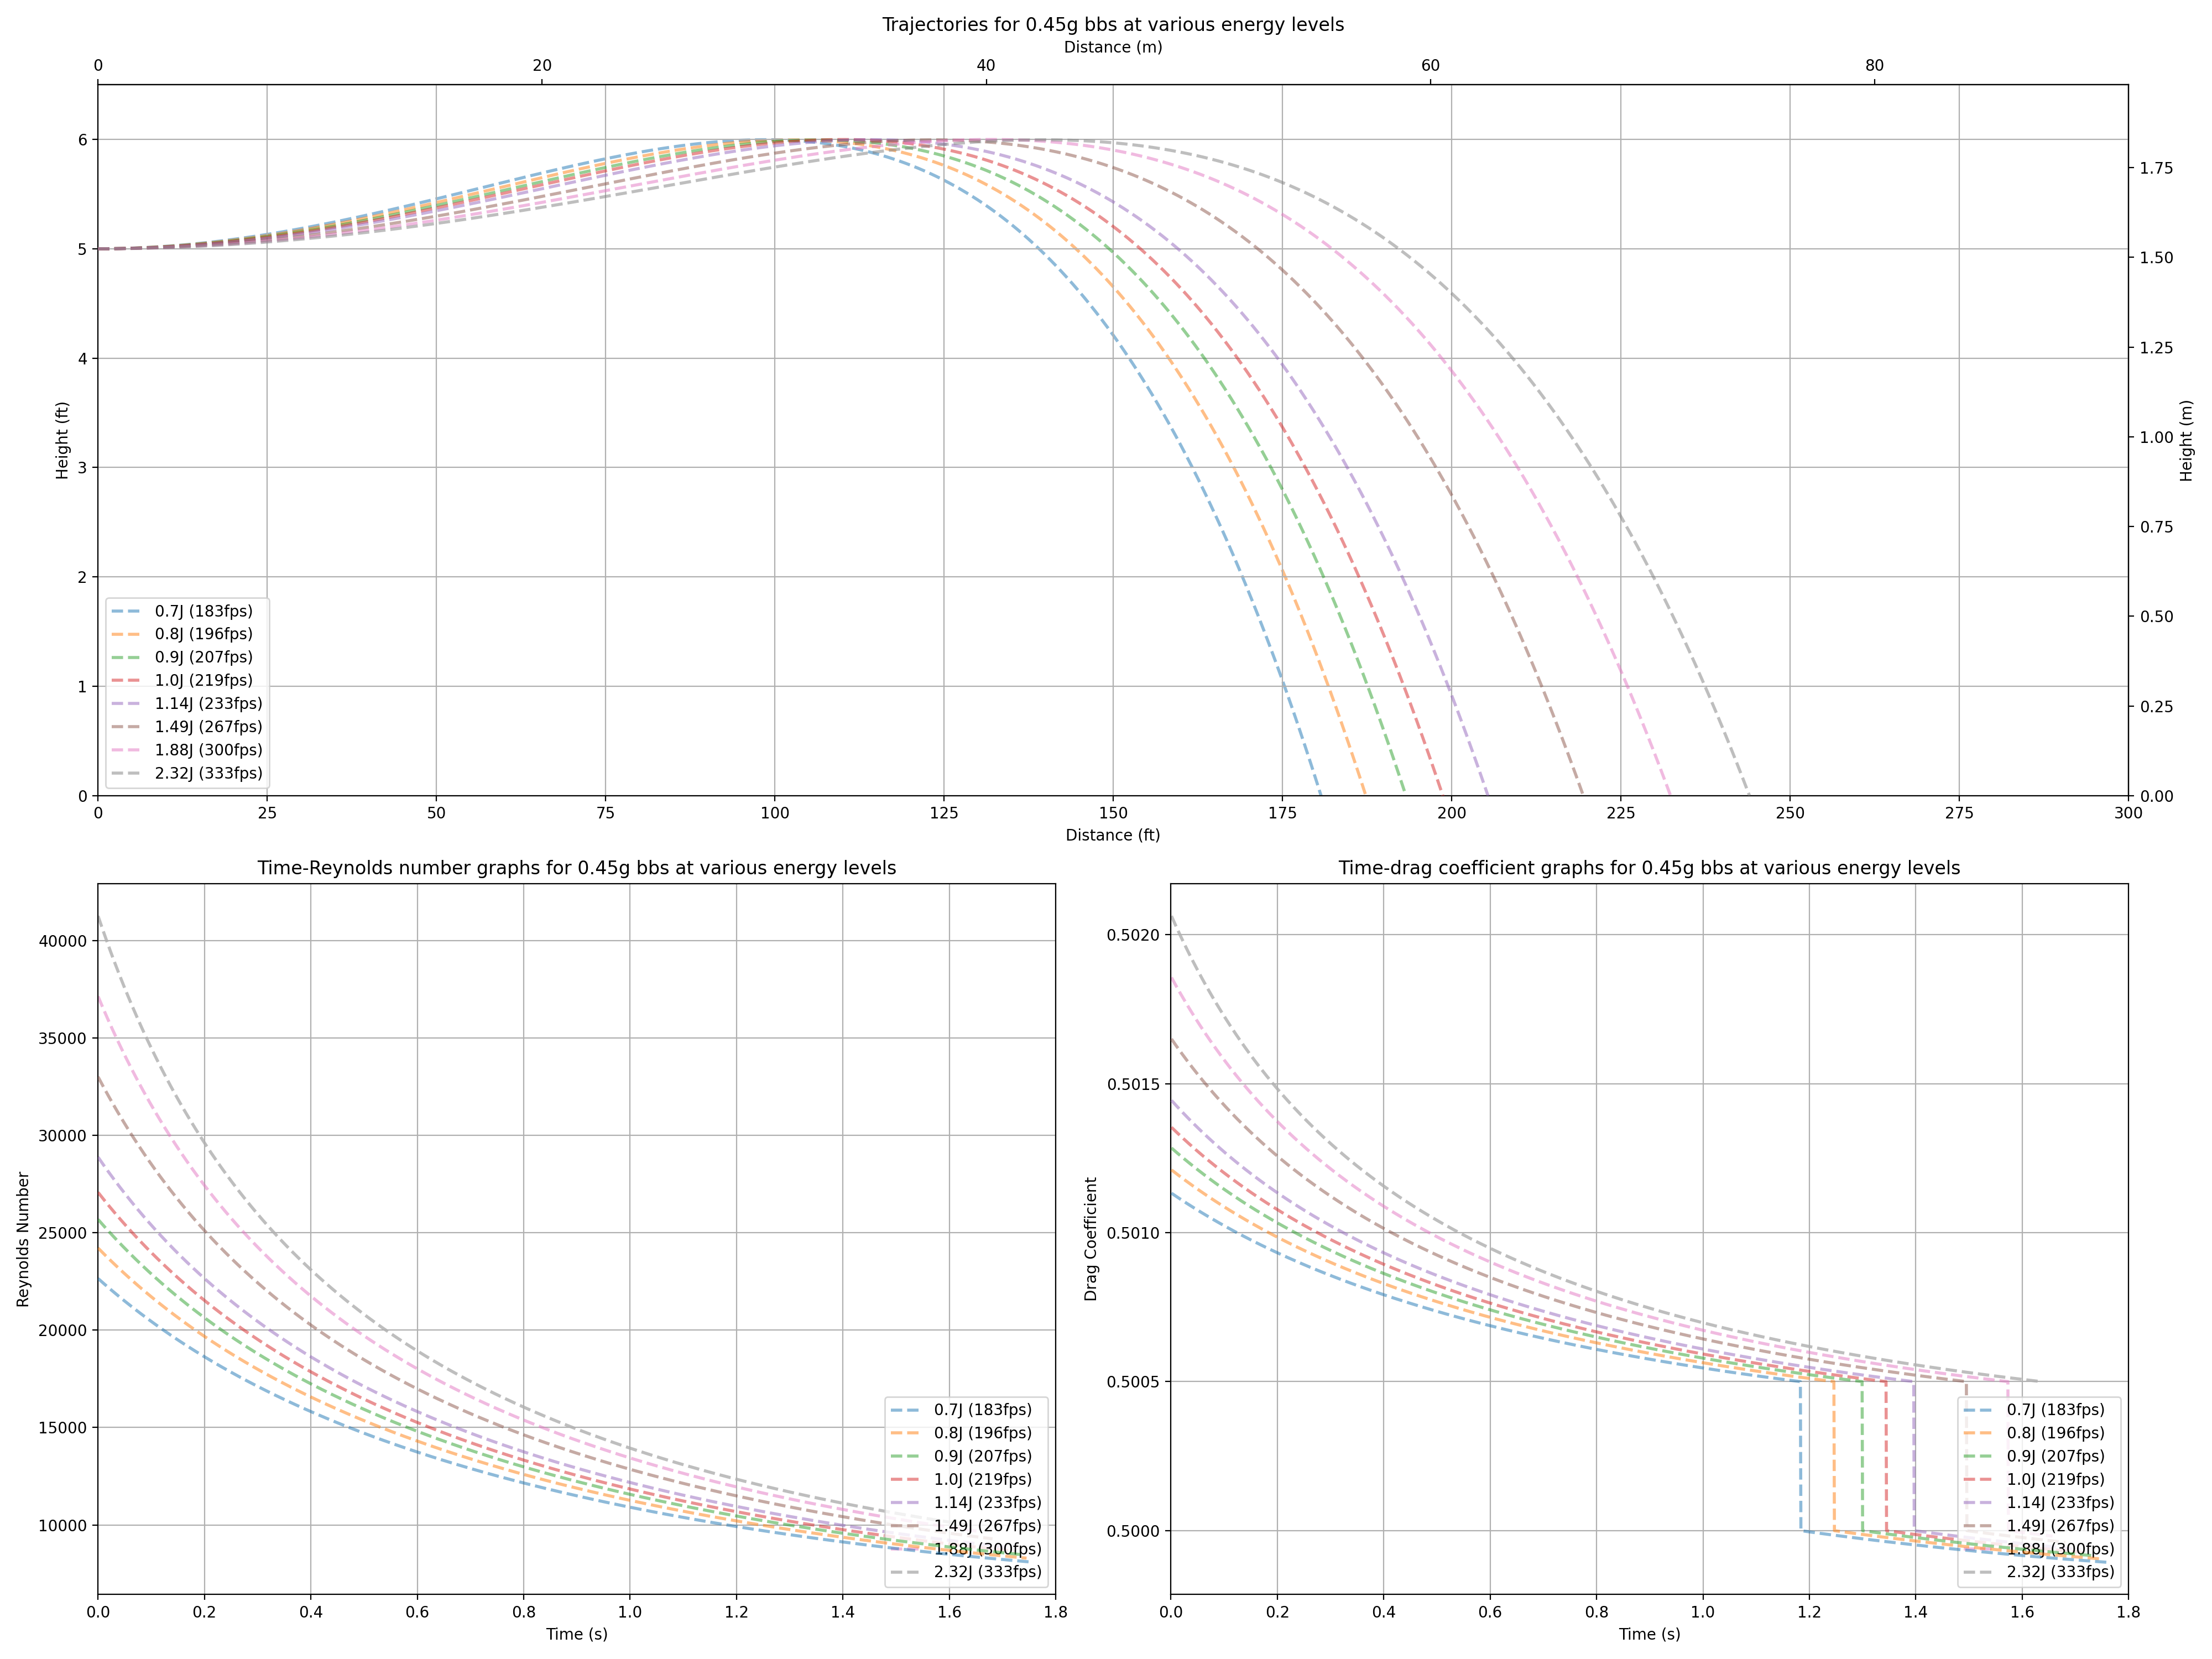 Trajectories for 0.45g bbs at various energy levels
Distance (m)
0 20 40 60 80
6
5
4
3
2
1
0
Height (ft)
1.75
1.50
1.25
1.00
0.75
0.50
0.25
0.00
Height (m)
0.7J (183fps)
0.8J (196fps)
0.9J (207fps)
1.0J (219fps)
1.14J (233fps)
1.49J (267fps)
1.88J (300fps)
2.32J (333fps)
0 25 50 75 100 125 150 175 200 225 250 275 300
Distance (ft)
Time-Reynolds number graphs for 0.45g bbs at various energy levels
40000
35000
30000
25000
20000
15000
10000
Reynolds Number
0.7J (183fps)
0.8J (196fps)
0.9J (207fps)
1.0J (219fps)
1.14J (233fps)
1.49J (267fps)
1.88J (300fps)
2.32J (333fps)
0.0 0.2 0.4 0.6 0.8 1.0 1.2 1.4 1.6 1.8
Time (s)
Time-drag coefficient graphs for 0.45g bbs at various energy levels
0.5020
0.5015
0.5010
0.5005
0.5000
Drag Coefficient
0.7J (183fps)
0.8J (196fps)
0.9J (207fps)
1.0J (219fps)
1.14J (233fps)
1.49J (267fps)
1.88J (300fps)
2.32J (333fps)
0.0 0.2 0.4 0.6 0.8 1.0 1.2 1.4 1.6 1.8
Time (s)